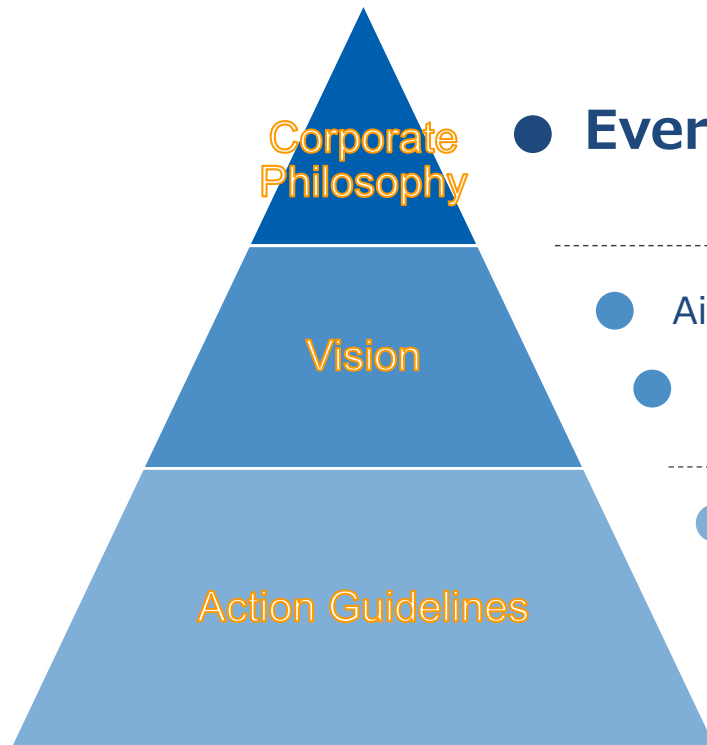 Corporate
Philosophy
Ever
Vision
Ai
Action Guidelines